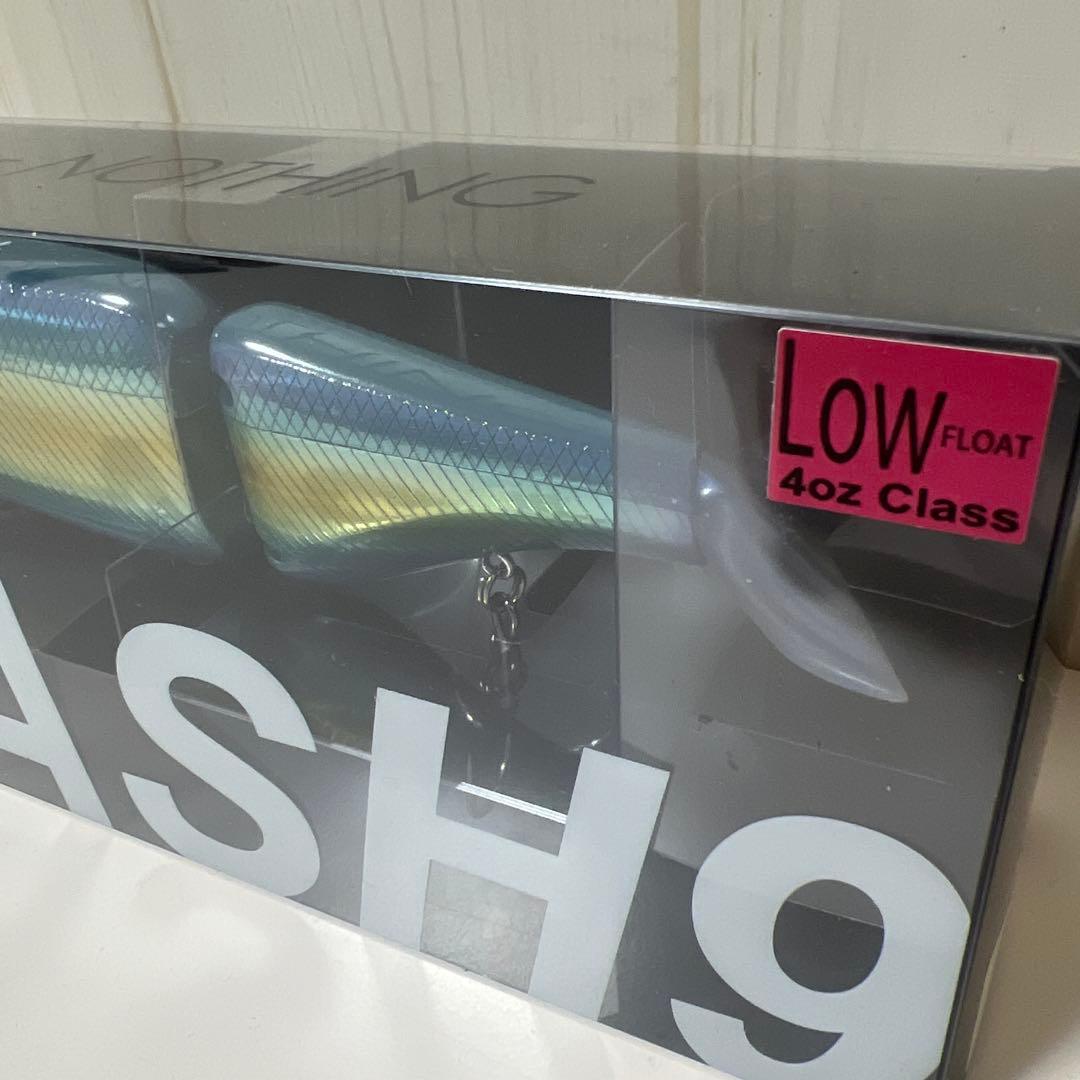 NOTHING
LOW FLOAT
4oz Class
ASH9